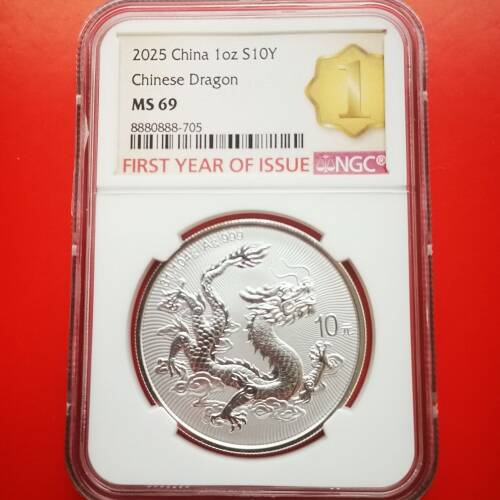 2025 China 1oz S10Y
Chinese Dragon
MS 69
8880888-705
1
FIRST YEAR OF ISSUE NGC®
999
10元